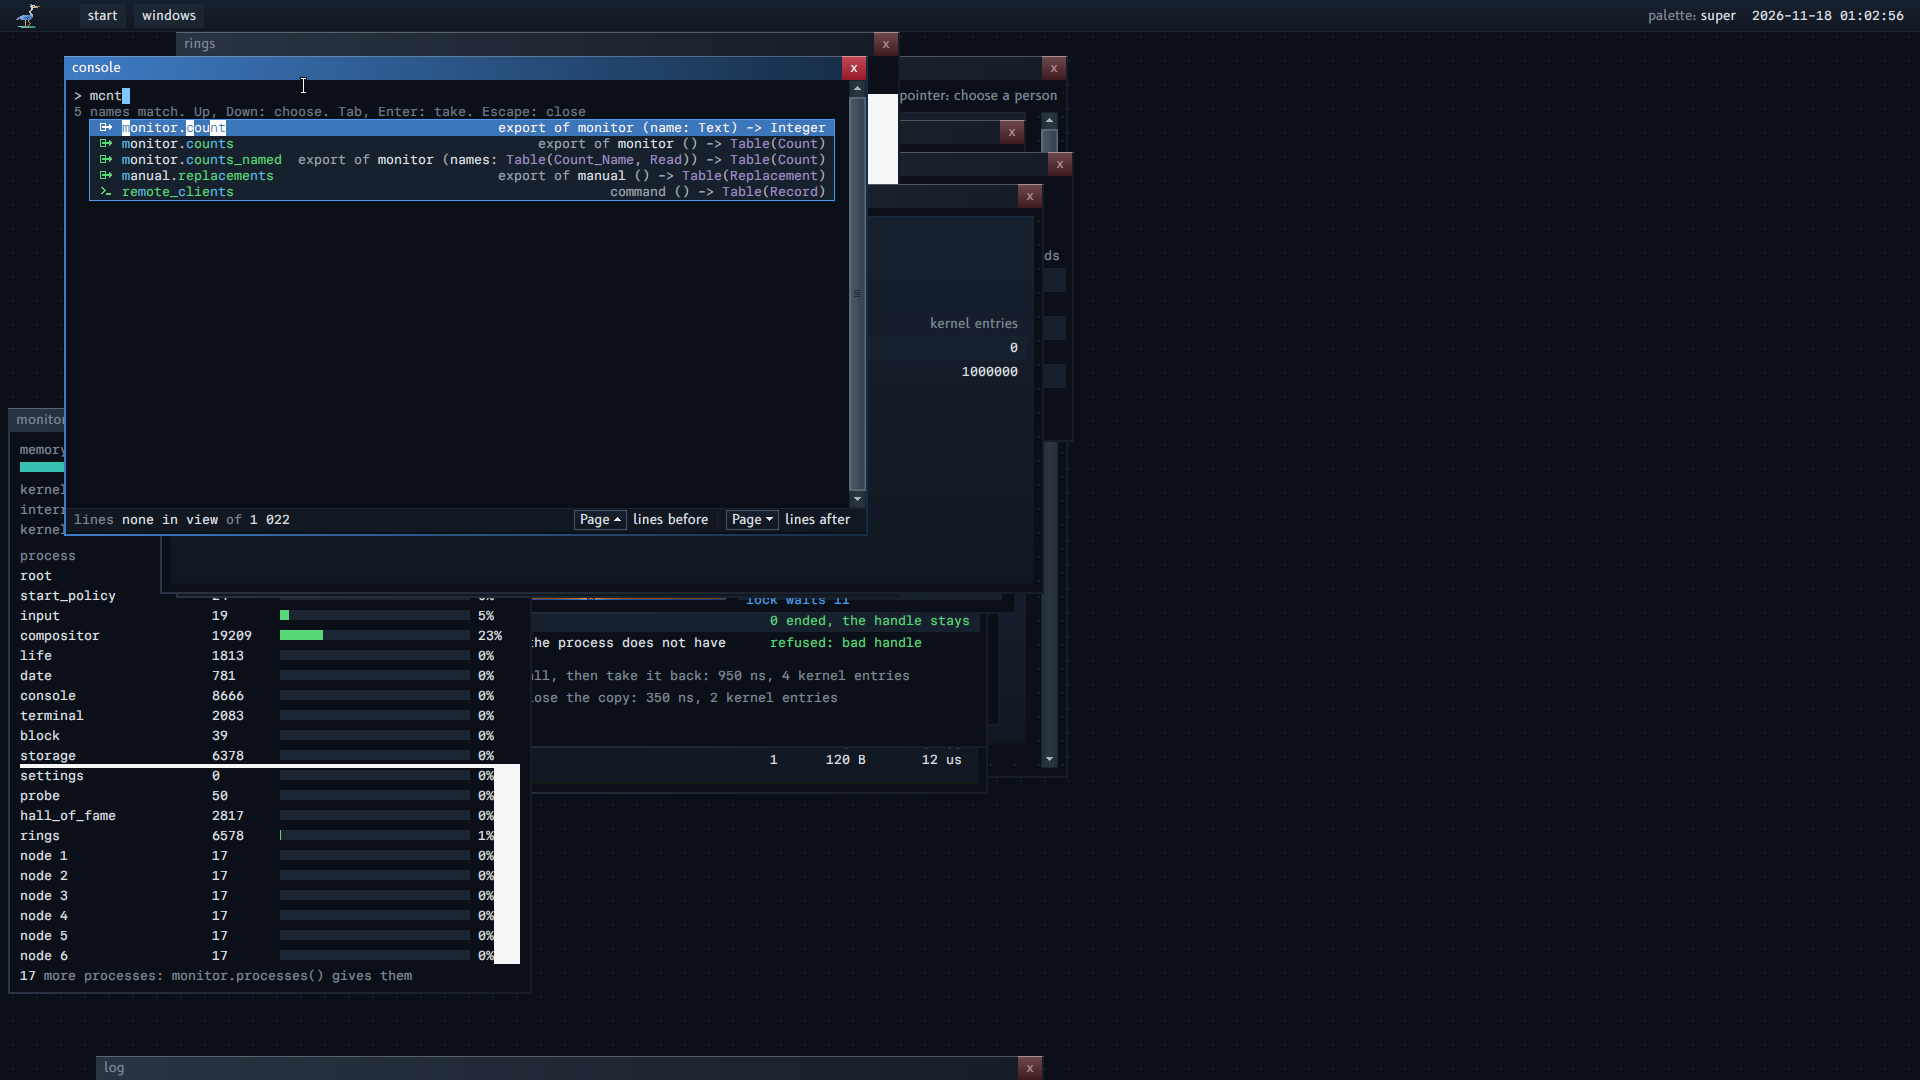 start windows palette: super 2026-11-18 01:02:56
rings x
console x x
> mcnt pointer: choose a person
5 names match. Up, Down: choose. Tab, Enter: take. Escape: close
monitor.count export of monitor (name: Text) -> Integer x
monitor.counts export of monitor () -> Table(Count)
monitor.counts_named export of monitor (names: Table(Count_Name, Read)) -> Table(Count) x
manual.replacements export of manual () -> Table(Replacement)
>_ remote_clients command () -> Table(Record) x
ds
kernel entries
0
1000000
monitor
memory
kernel
kernel
lines none in view of 1 022 Page lines before Page lines after
process
root
start_policy
lock waits 11
input 19 5%
0 ended, the handle stays
compositor 19209 23%
the process does not have refused: bad handle
life 1813 0%
date 781 0%
all, then take it back: 950 ns, 4 kernel entries
console 8666 0%
lose the copy: 350 ns, 2 kernel entries
terminal 2083 0%
block 39 0%
storage 6378 0%
1 120 B 12 us
settings 0 0%
probe 50 0%
hall_of_fame 2817 0%
rings 6578 1%
node 1 17 0%
node 2 17 0%
node 3 17 0%
node 4 17 0%
node 5 17 0%
node 6 17 0%
17 more processes: monitor.processes() gives them
log x